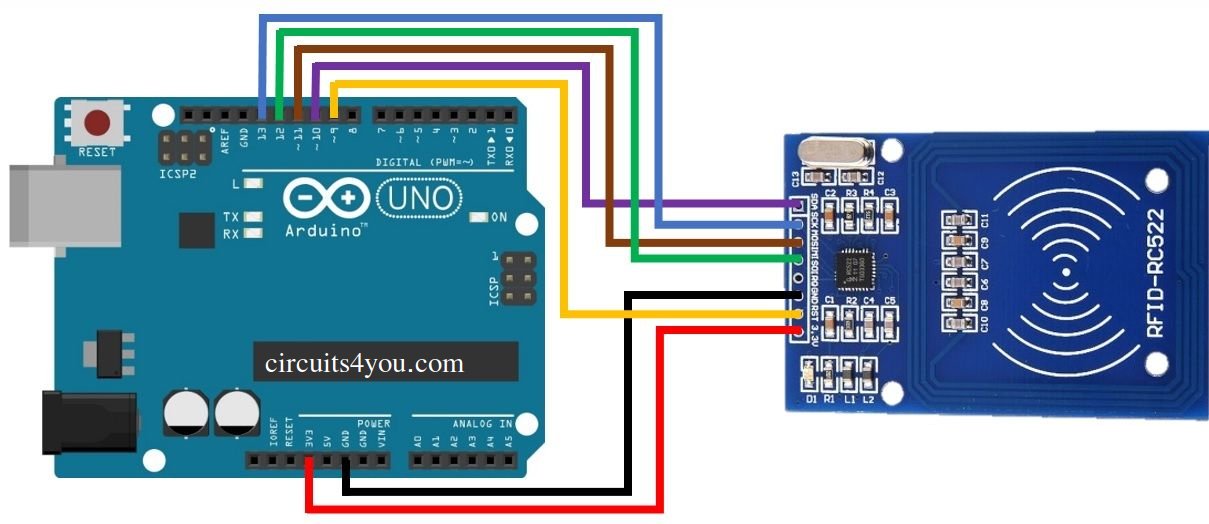 RESET
ICSP2
AREF
GND
13
12
~11
~10
~9
8
7
~6
~5
4
~3
2
TX0▶1
RX0◀0
DIGITAL (PWM=~)
L
TX
RX
UNO
Arduino™
ON
1
ICSP
circuits4you.com
IOREF
RESET
3V3
5V
GND
GND
VIN
POWER
ANALOG IN
A0
A1
A2
A3
A4
A5
C13
C12
SDA
SCK
MOSI
MISO
IRQ
GND
RST
3.3V
C2
R3
R4
C3
C1
R2
C4
C5
D1
R1
L1
L2
C11
C9
C7
C6
C8
C10
RFID-RC522